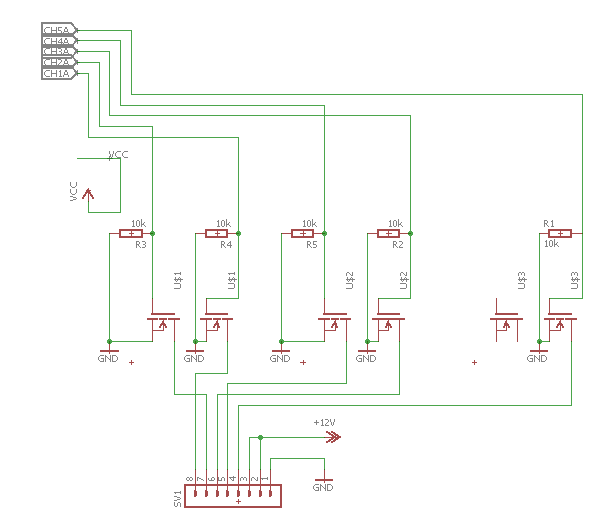 CH5A
CH4A
CH3A
CH2A
CH1A
VCC
VCC
10k
R3
10k
R4
10k
R5
10k
R2
R1
10k
U$1
U$1
U$2
U$2
U$3
U$3
GND
GND
GND
GND
GND
+12V
GND
SV1
8
7
6
5
4
3
2
1